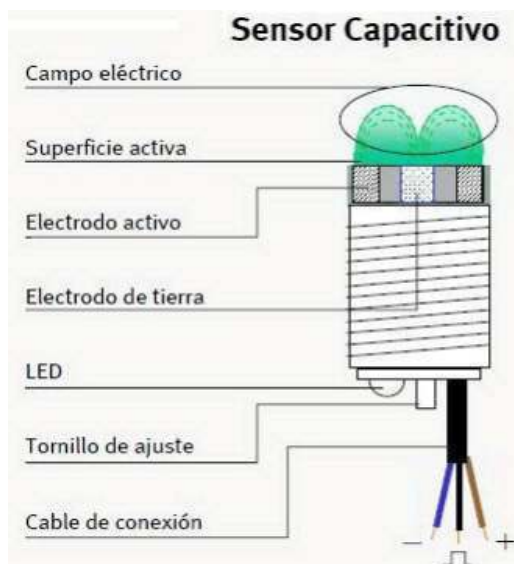 Sensor Capacitivo
Campo eléctrico
Superficie activa
Electrodo activo
Electrodo de tierra
LED
Tornillo de ajuste
Cable de conexión
— +